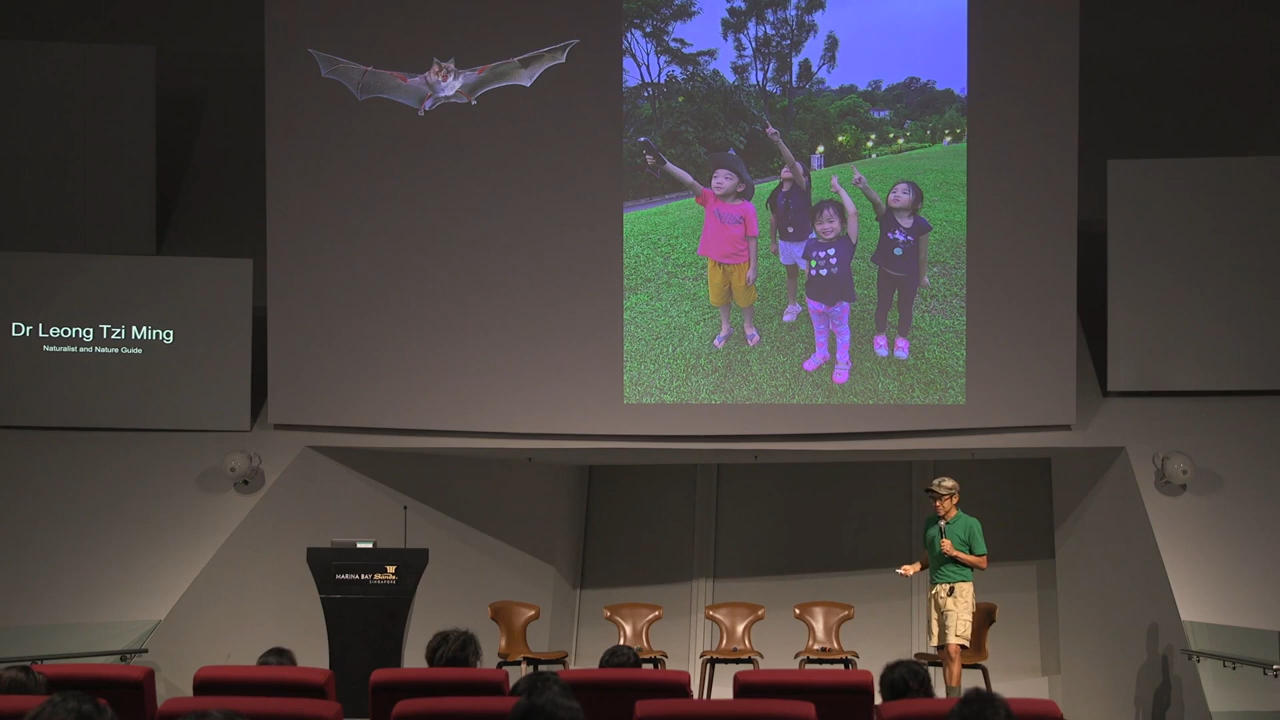 Dr Leong Tzi Ming
Naturalist and Nature Guide
MARINA BAY Sands
SINGAPORE